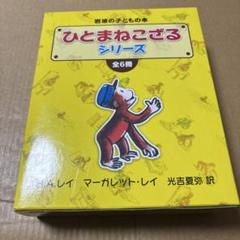 岩波の子どもの本
ひとまねこざる
シリーズ
全6冊
H.A.レイ マーガレット・レイ 光吉夏弥 訳